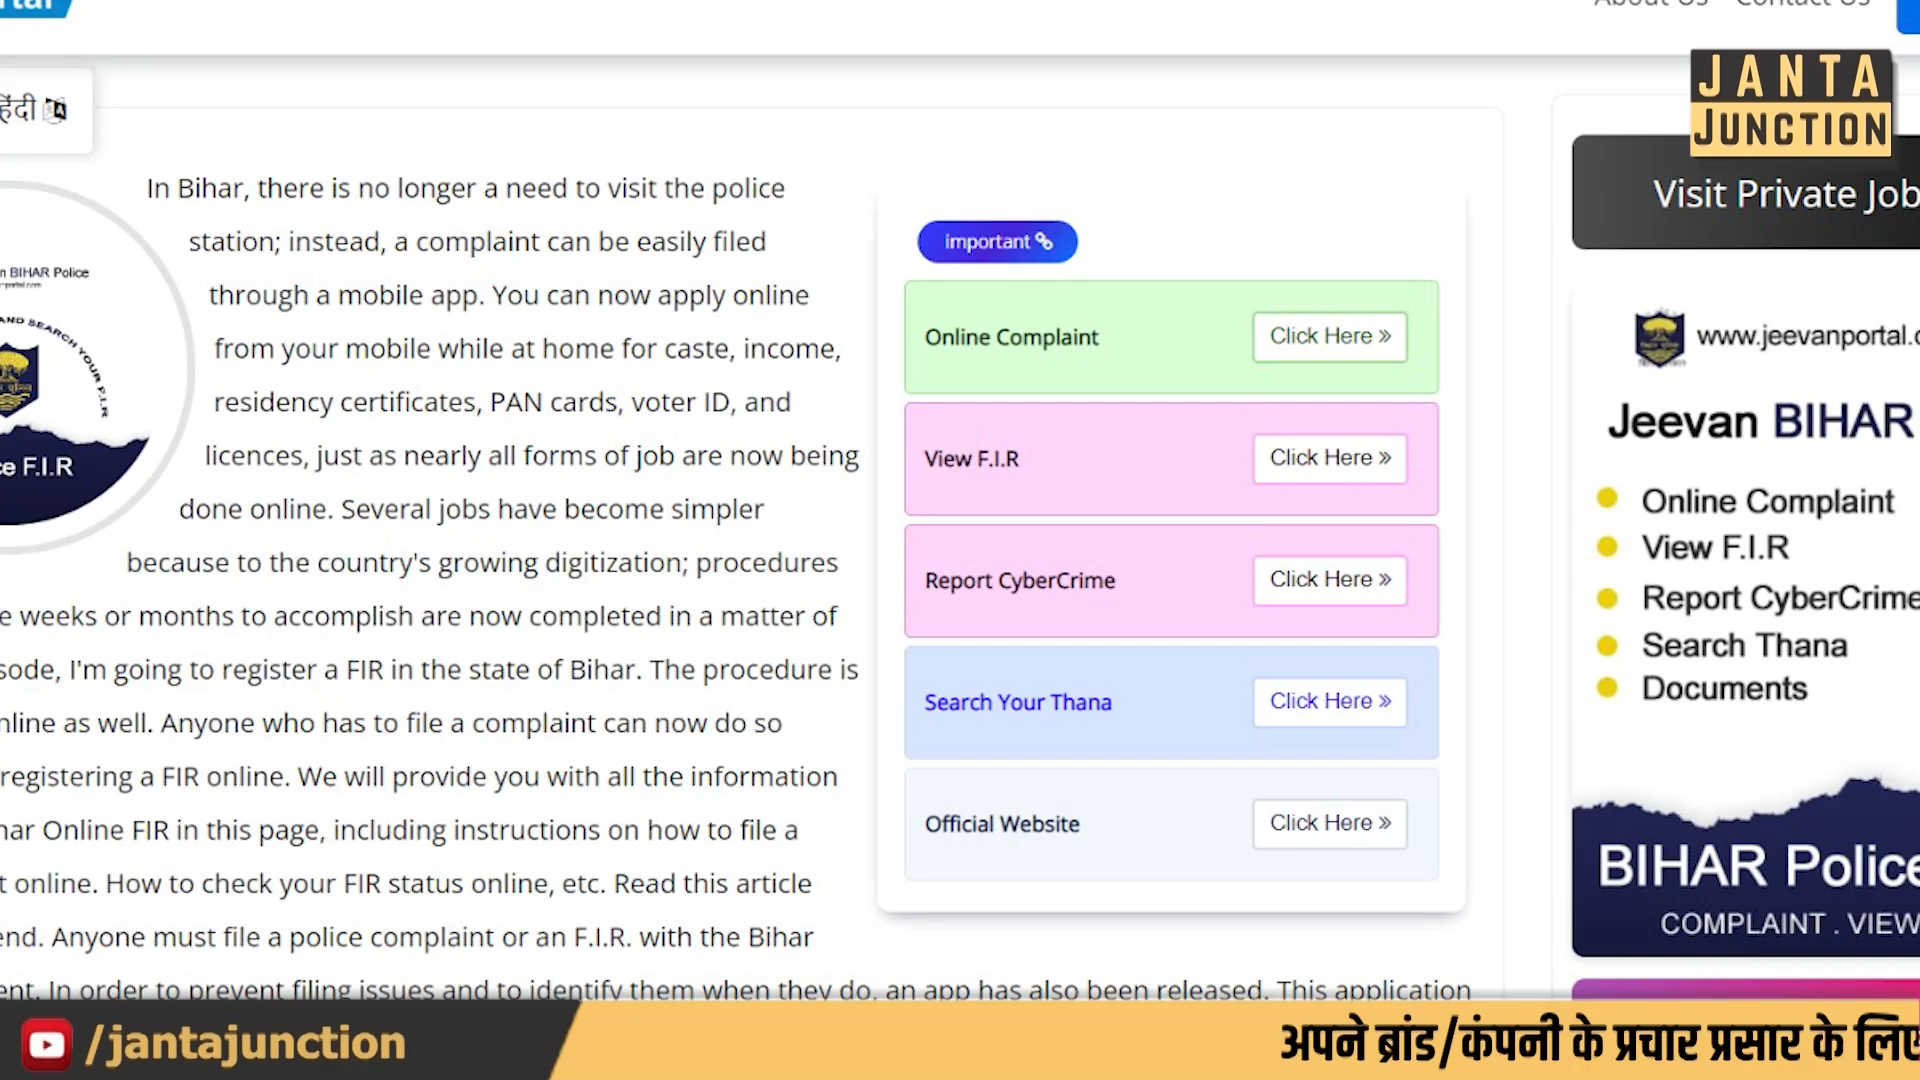 About Us Contact Us
JANTA
JUNCTION
हिंदी
Visit Private Job
In Bihar, there is no longer a need to visit the police
station; instead, a complaint can be easily filed
through a mobile app. You can now apply online
from your mobile while at home for caste, income,
residency certificates, PAN cards, voter ID, and
licences, just as nearly all forms of job are now being
done online. Several jobs have become simpler
because to the country's growing digitization; procedures
weeks or months to accomplish are now completed in a matter of
I'm going to register a FIR in the state of Bihar. The procedure is
as well. Anyone who has to file a complaint can now do so
registering a FIR online. We will provide you with all the information
Online FIR in this page, including instructions on how to file a
online. How to check your FIR status online, etc. Read this article
end. Anyone must file a police complaint or an F.I.R. with the Bihar
In order to prevent filing issues and to identify them when they do, an app has also been released. This application
BIHAR Police
AND SEARCH YOUR F.I.R
F.I.R
important
Online Complaint Click Here »
View F.I.R Click Here »
Report CyberCrime Click Here »
Search Your Thana Click Here »
Official Website Click Here »
www.jeevanportal.c
Jeevan BIHAR
Online Complaint
View F.I.R
Report CyberCrime
Search Thana
Documents
BIHAR Police
COMPLAINT . VIEW
/jantajunction
अपने ब्रांड/कंपनी के प्रचार प्रसार के लिए